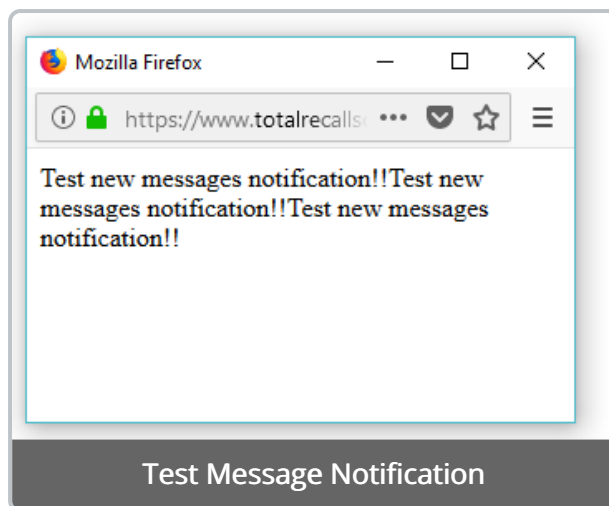 Mozilla Firefox
https://www.totalrecalls
Test new messages notification!!Test new
messages notification!!Test new messages
notification!!
Test Message Notification